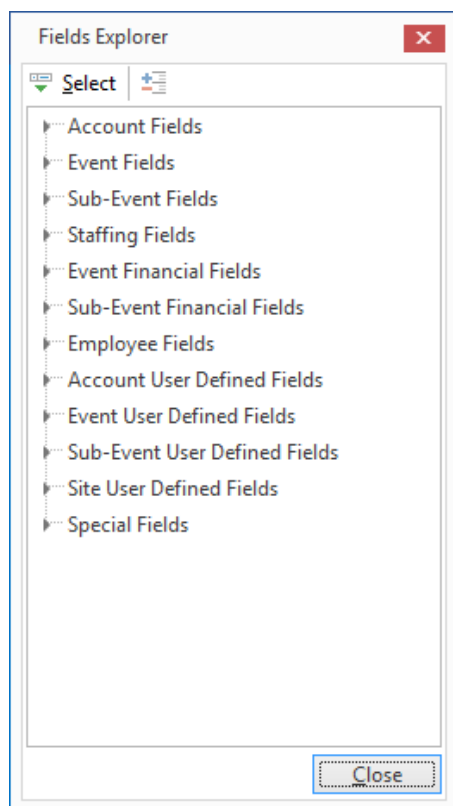 Fields Explorer
Select
Account Fields
Event Fields
Sub-Event Fields
Staffing Fields
Event Financial Fields
Sub-Event Financial Fields
Employee Fields
Account User Defined Fields
Event User Defined Fields
Sub-Event User Defined Fields
Site User Defined Fields
Special Fields
Close